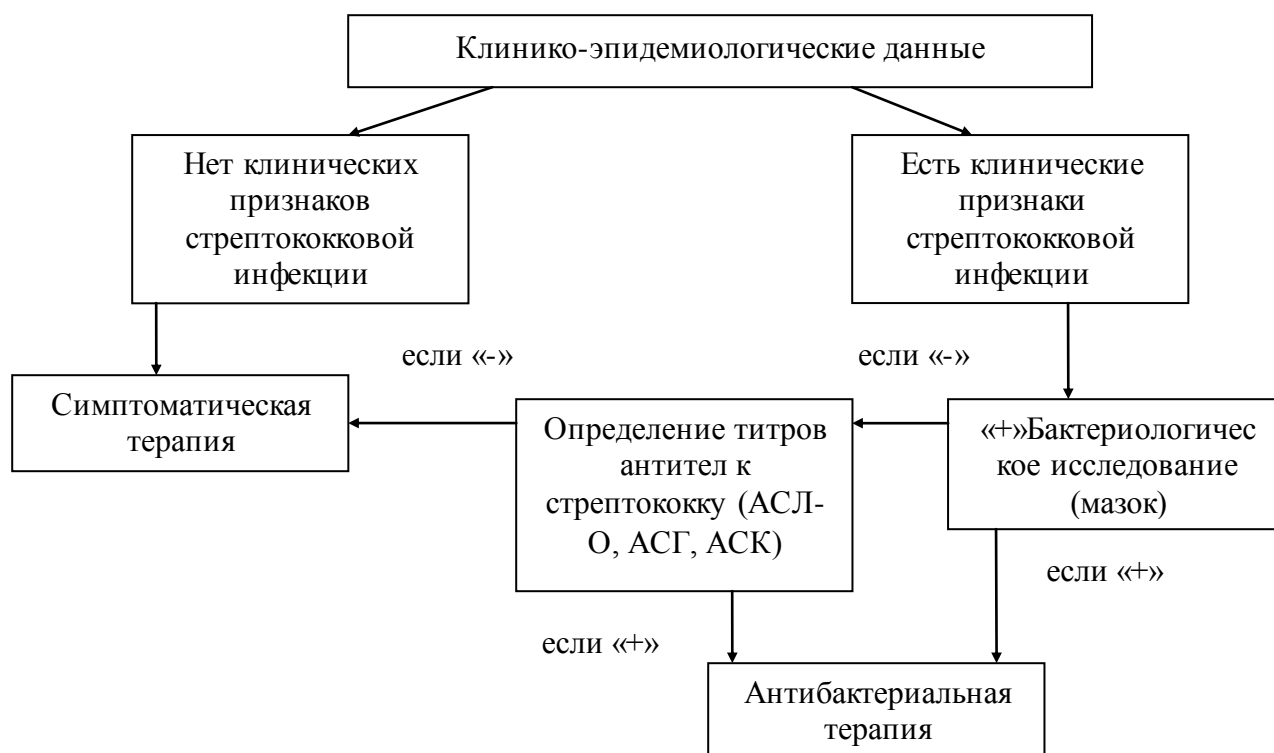 Клинико-эпидемиологические данные
Нет клинических
признаков
стрептококковой
инфекции
Есть клинические
признаки
стрептококковой
инфекции
если «-»
если «-»
Симптоматическая
терапия
Определение титров
антител к
стрептококку (АСЛ-
О, АСГ, АСК)
«+»Бактериологичес
кое исследование
(мазок)
если «+»
если «+»
Антибактериальная
терапия